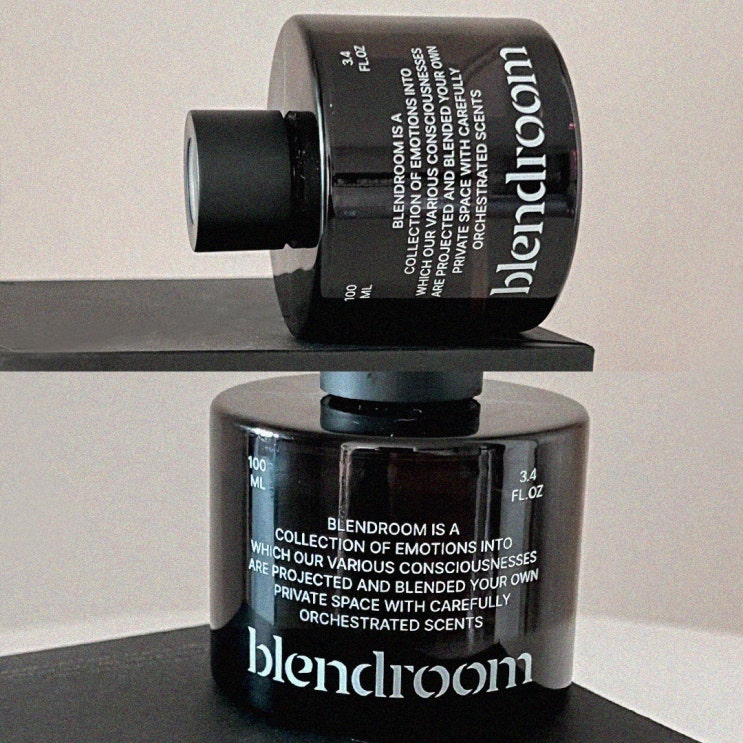 3.4
FL.OZ
BLENDROOM IS A
COLLECTION OF EMOTIONS INTO
WHICH OUR VARIOUS CONSCIOUSNESSES
ARE PROJECTED AND BLENDED YOUR OWN
PRIVATE SPACE WITH CAREFULLY
ORCHESTRATED SCENTS
blendroom
100
ML
100
ML
3.4
FL.OZ
BLENDROOM IS A
COLLECTION OF EMOTIONS INTO
WHICH OUR VARIOUS CONSCIOUSNESSES
ARE PROJECTED AND BLENDED YOUR OWN
PRIVATE SPACE WITH CAREFULLY
ORCHESTRATED SCENTS
blendroom